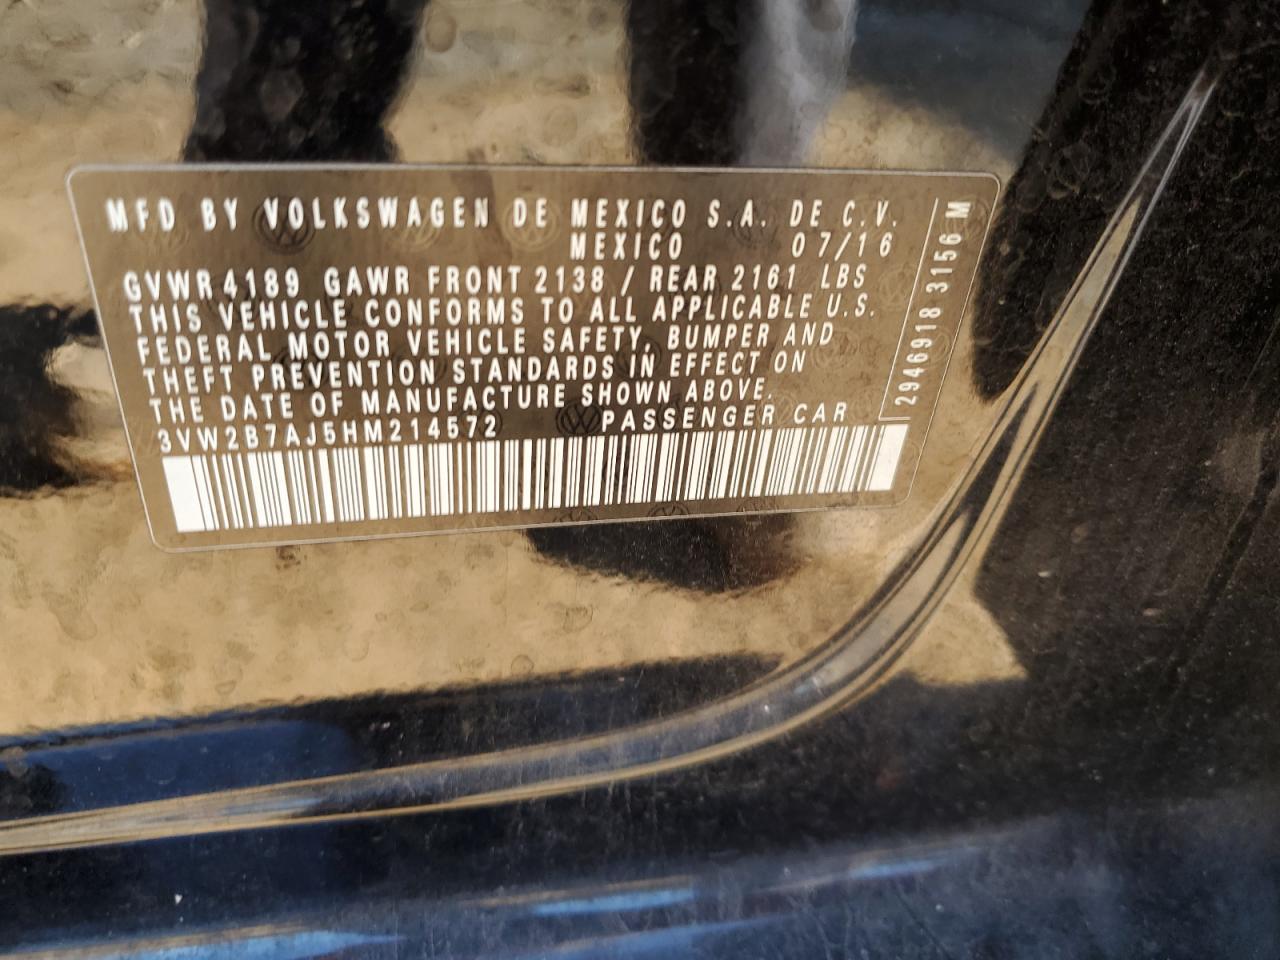 MFD BY VOLKSWAGEN DE MEXICO S.A. DE C.V.
MEXICO 07/16
GVWR 4189 GAWR FRONT 2138 / REAR 2161 LBS
THIS VEHICLE CONFORMS TO ALL APPLICABLE U.S.
FEDERAL MOTOR VEHICLE SAFETY, BUMPER AND
THEFT PREVENTION STANDARDS IN EFFECT ON
THE DATE OF MANUFACTURE SHOWN ABOVE.
3VW2B7AJ5HM214572 PASSENGER CAR
2946918 3156 M